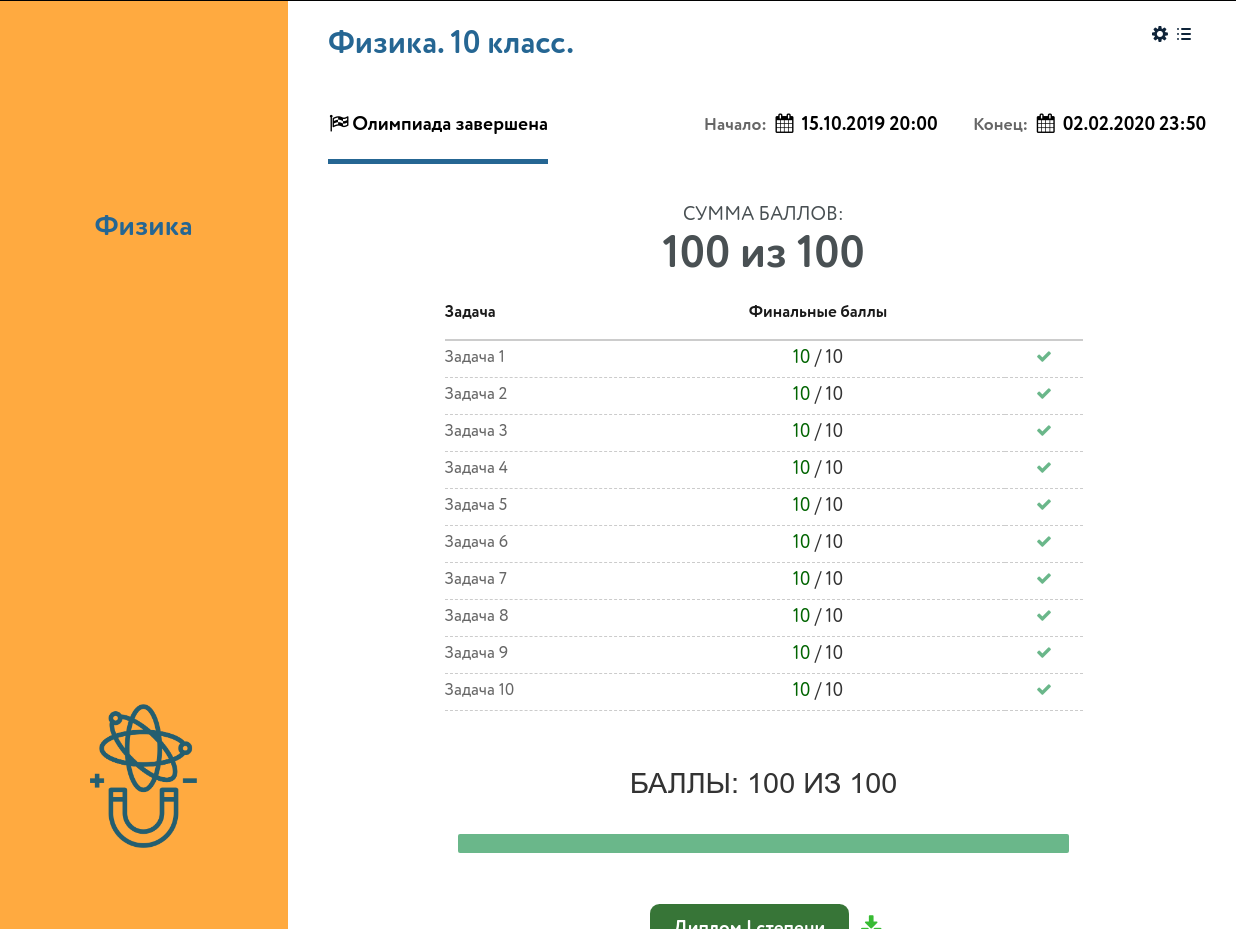 Физика. 10 класс.
Олимпиада завершена
Начало: 15.10.2019 20:00
Конец: 02.02.2020 23:50
Физика
СУММА БАЛЛОВ:
100 из 100
Задача Финальные баллы
Задача 1 10 / 10
Задача 2 10 / 10
Задача 3 10 / 10
Задача 4 10 / 10
Задача 5 10 / 10
Задача 6 10 / 10
Задача 7 10 / 10
Задача 8 10 / 10
Задача 9 10 / 10
Задача 10 10 / 10
БАЛЛЫ: 100 ИЗ 100
Диплом I степени